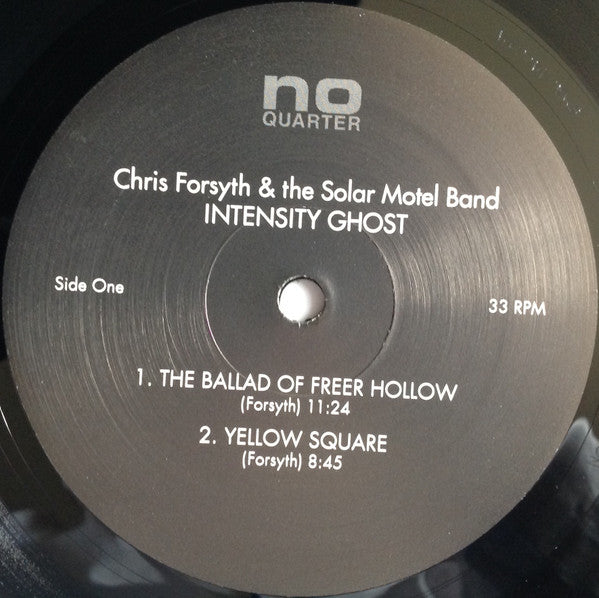 no
QUARTER
Chris Forsyth & the Solar Motel Band
INTENSITY GHOST
Side One
33 RPM
1. THE BALLAD OF FREER HOLLOW
(Forsyth) 11:24
2. YELLOW SQUARE
(Forsyth) 8:45